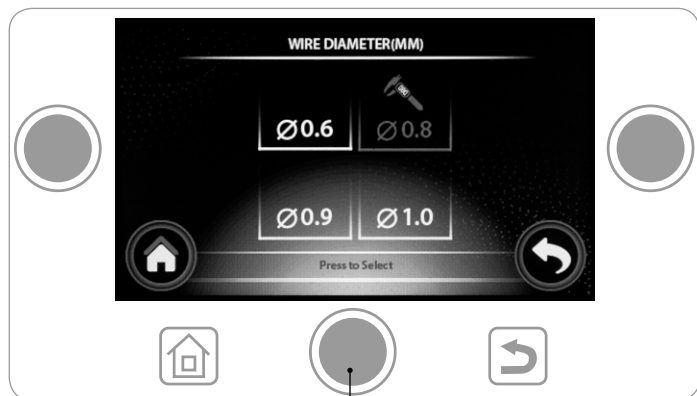 WIRE DIAMETER(MM)
Ø0.6
Ø0.8
Ø0.9
Ø1.0
Press to Select